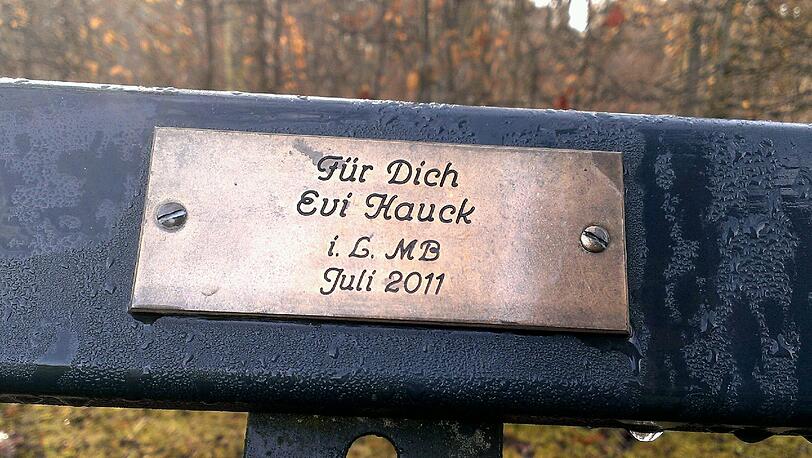 Für Dich
Evi Hauck
i. L. MB
Juli 2011